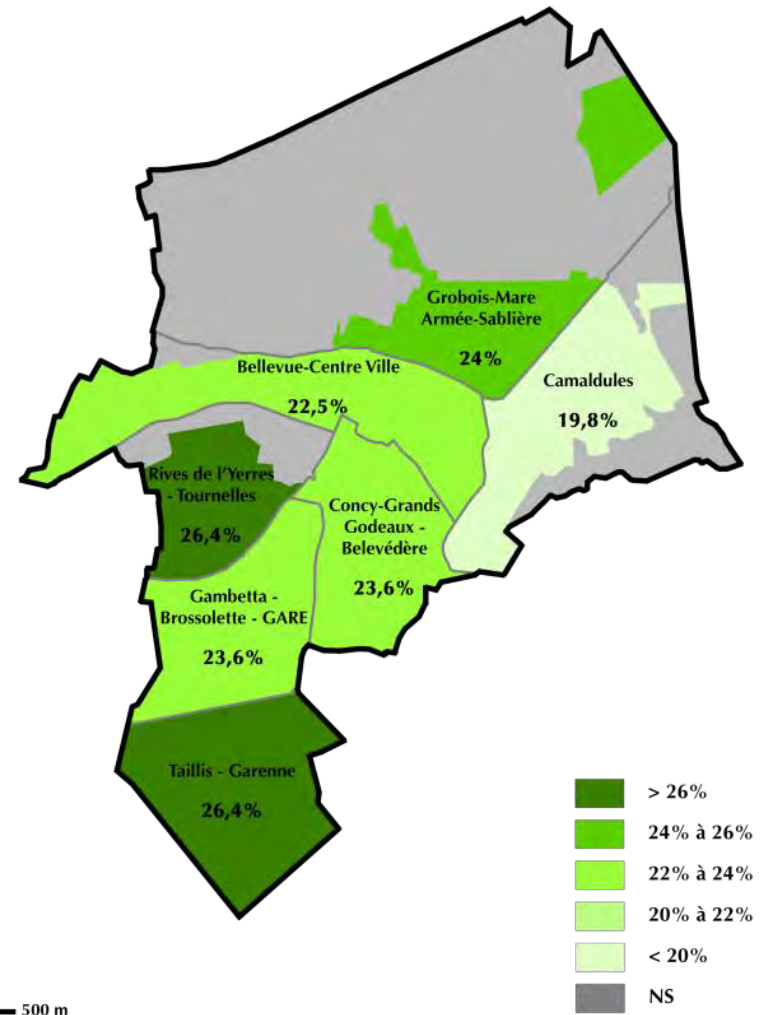 Grobois-Mare
Armée-Sablière
24%
Bellevue-Centre Ville
22,5%
Camaldules
19,8%
Rives de l'Yerres
- Tournelles
26,4%
Concy-Grands
Godeaux -
Belevédère
23,6%
Gambetta -
Brossolette - GARE
23,6%
Taillis - Garenne
26,4%
> 26%
24% à 26%
22% à 24%
20% à 22%
< 20%
NS
500 m